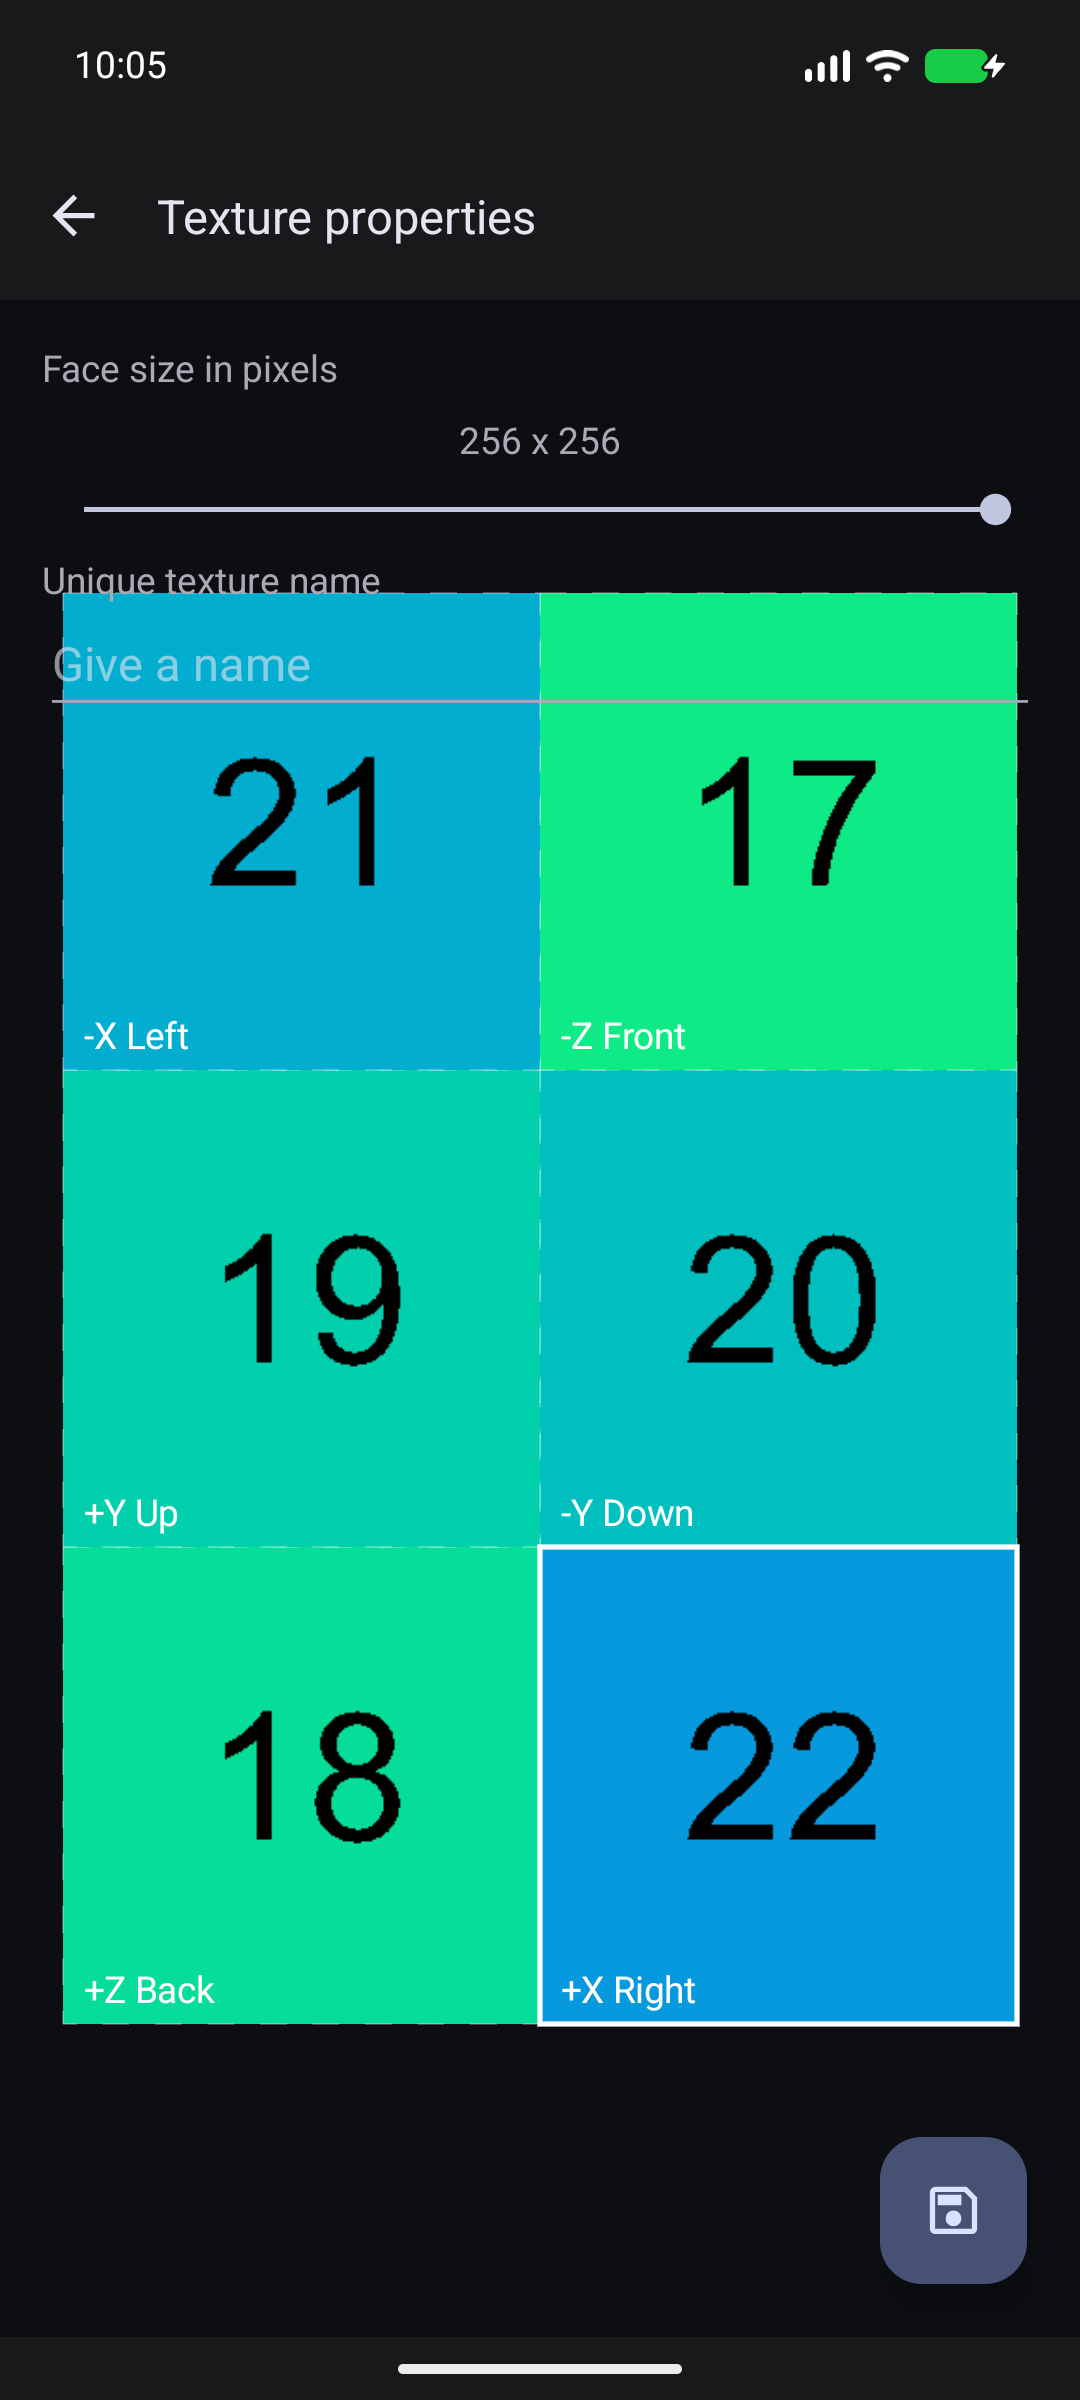 10:05
Texture properties
Face size in pixels
256 x 256
Unique texture name
Give a name
21
17
-X Left
-Z Front
19
20
+Y Up
-Y Down
18
22
+Z Back
+X Right